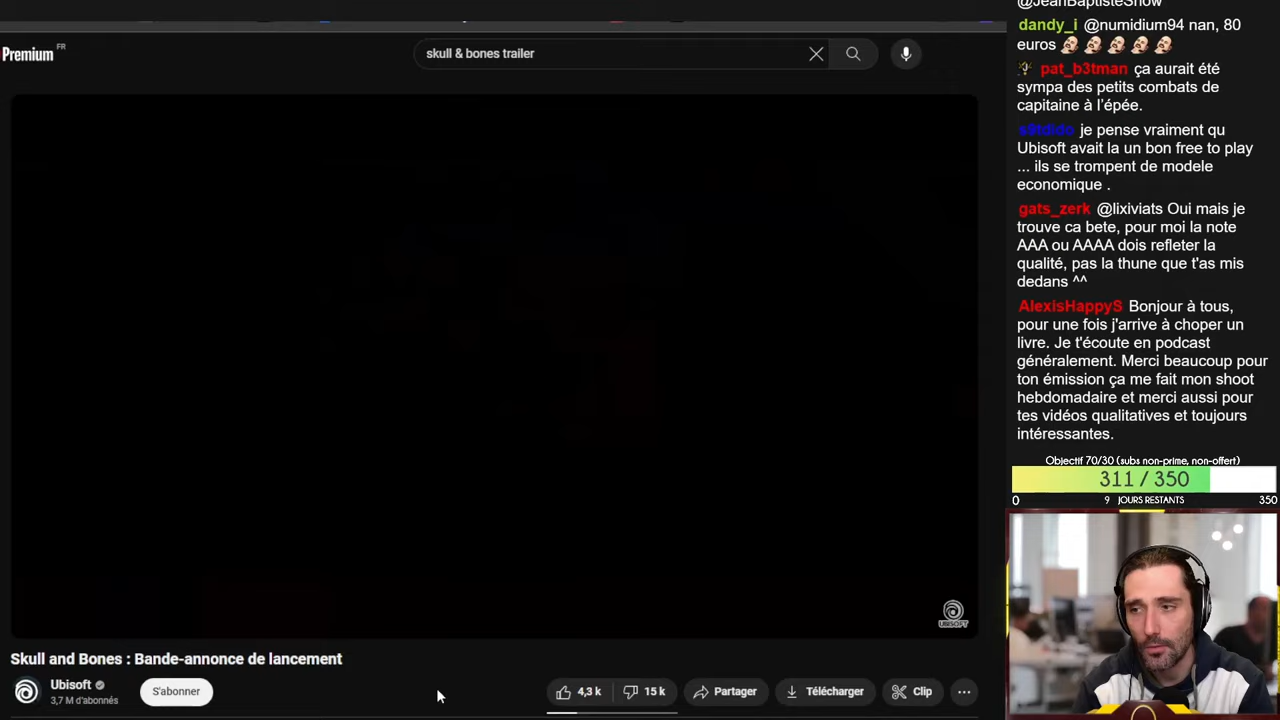 Premium FR
skull & bones trailer
UBISOFT
Skull and Bones : Bande-annonce de lancement
Ubisoft
3,7 M d'abonnés
S'abonner
4,3 k
15 k
Partager
Télécharger
Clip
@JeanBaptisteShow
dandy_i @numidium94 nan, 80
euros
pat_b3tman ça aurait été
sympa des petits combats de
capitaine à l'épée.
je pense vraiment qu
Ubisoft avait la un bon free to play
... ils se trompent de modele
economique .
gats_zerk @lixiviats Oui mais je
trouve ca bete, pour moi la note
AAA ou AAAA dois refleter la
qualité, pas la thune que t'as mis
dedans ^^
AlexisHappyS Bonjour à tous,
pour une fois j'arrive à choper un
livre. Je t'écoute en podcast
généralement. Merci beaucoup pour
ton émission ça me fait mon shoot
hebdomadaire et merci aussi pour
tes vidéos qualitatives et toujours
intéressantes.
Objectif 70/30 (subs non-prime, non-offert)
311 / 350
0 9 JOURS RESTANTS 350